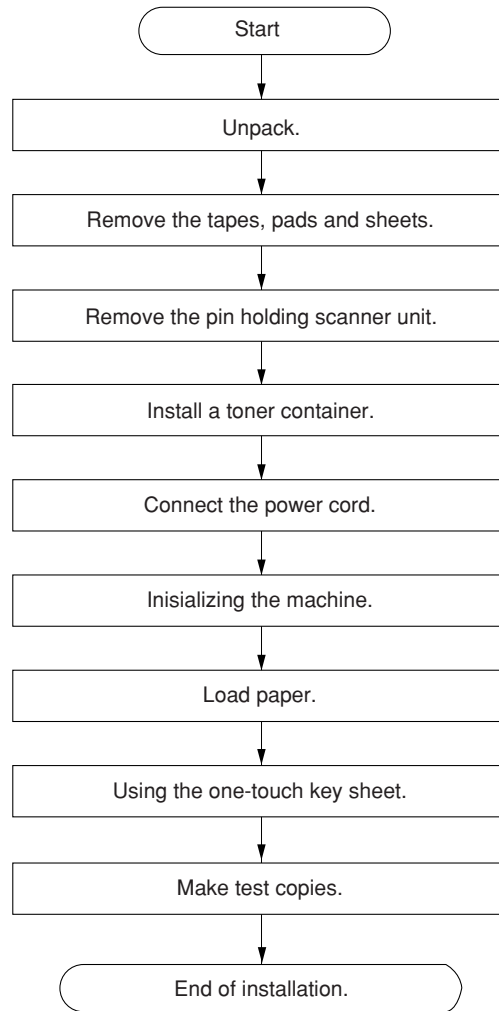 Start
Unpack.
Remove the tapes, pads and sheets.
Remove the pin holding scanner unit.
Install a toner container.
Connect the power cord.
Inisializing the machine.
Load paper.
Using the one-touch key sheet.
Make test copies.
End of installation.